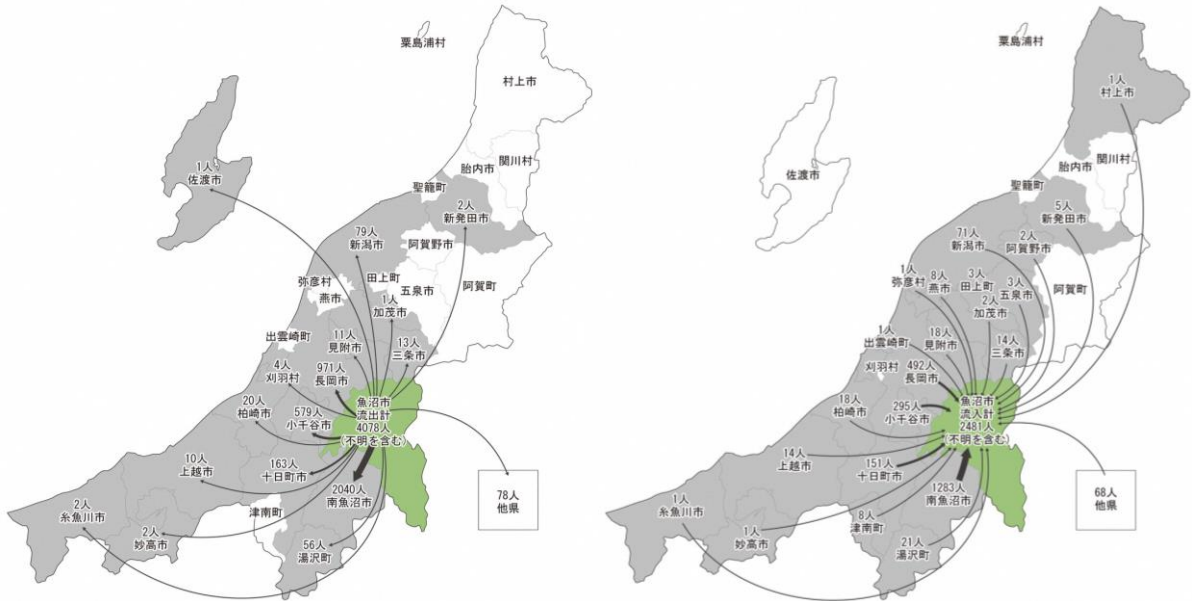 粟島浦村
村上市
関川村
胎内市
1人
佐渡市
聖籠町
2人
新発田市
79人
新潟市
阿賀野市
弥彦村
燕市
田上町
五泉市
阿賀町
1人
加茂市
出雲崎町
11人
見附市
13人
三条市
4人
刈羽村
971人
長岡市
魚沼市
流出計
4078人
(不明を含む)
20人
柏崎市
579人
小千谷市
10人
上越市
163人
十日町市
2040人
南魚沼市
78人
他県
2人
糸魚川市
2人
妙高市
津南町
56人
湯沢町
粟島浦村
1人
村上市
関川村
胎内市
佐渡市
聖籠町
5人
新発田市
71人
新潟市
2人
阿賀野市
1人
弥彦村
8人
燕市
3人
田上町
3人
五泉市
阿賀町
2人
加茂市
1人
出雲崎町
18人
見附市
14人
三条市
刈羽村
492人
長岡市
魚沼市
流入計
2481人
(不明を含む)
18人
柏崎市
295人
小千谷市
14人
上越市
151人
十日町市
1283人
南魚沼市
68人
他県
1人
糸魚川市
1人
妙高市
8人
津南町
21人
湯沢町